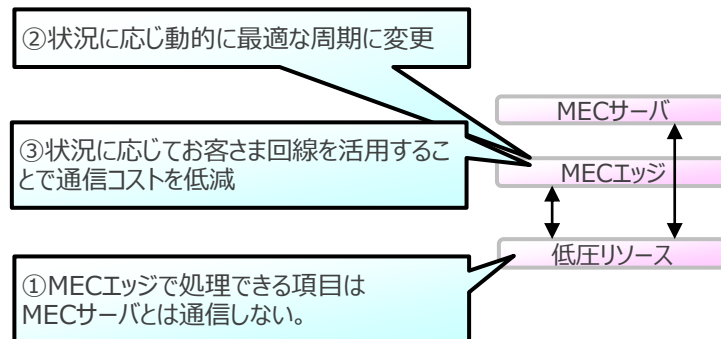 ②状況に応じ動的に最適な周期に変更
MECサーバ
③状況に応じてお客さま回線を活用するこ
とで通信コストを低減
MECエッジ
低圧リソース
①MECエッジで処理できる項目は
MECサーバとは通信しない。